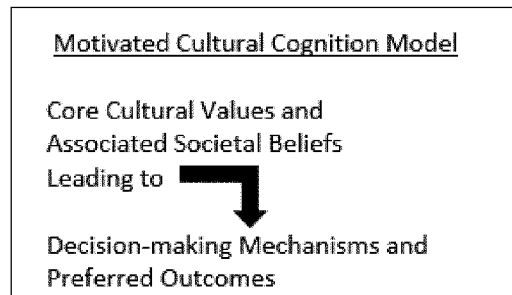 Motivated Cultural Cognition Model
Core Cultural Values and
Associated Societal Beliefs
Leading to
Decision-making Mechanisms and
Preferred Outcomes